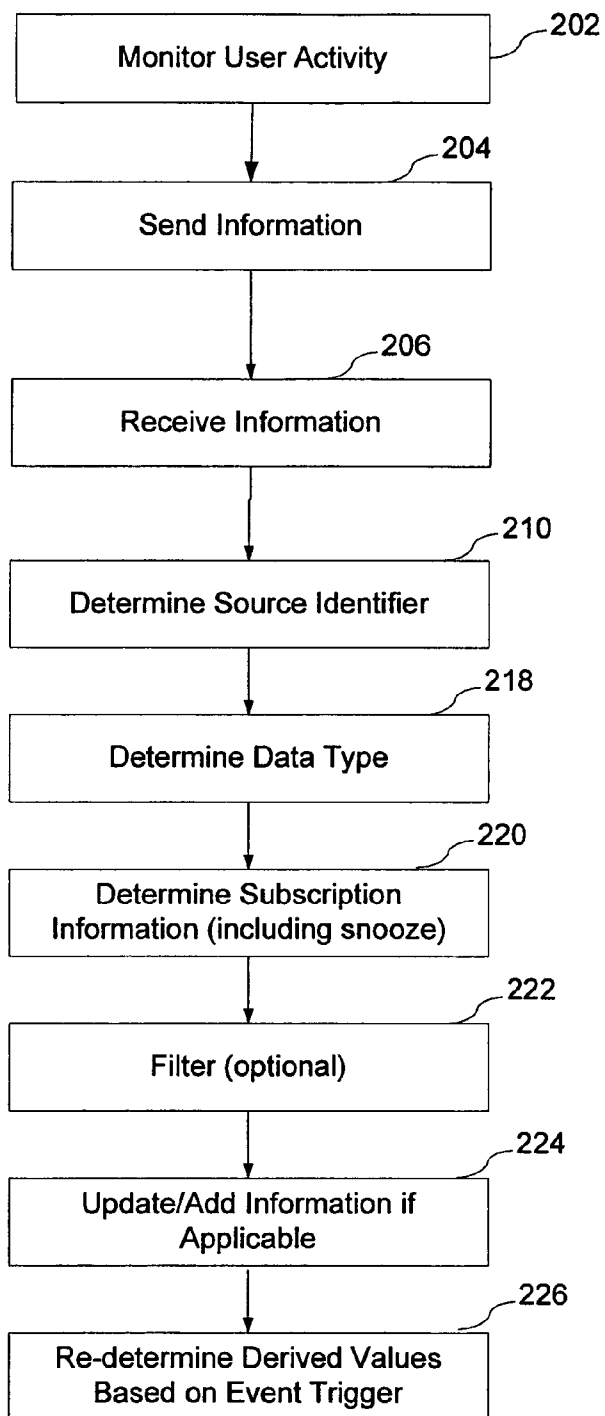 202
Monitor User Activity
204
Send Information
206
Receive Information
210
Determine Source Identifier
218
Determine Data Type
220
Determine Subscription
Information (including snooze)
222
Filter (optional)
224
Update/Add Information if
Applicable
226
Re-determine Derived Values
Based on Event Trigger